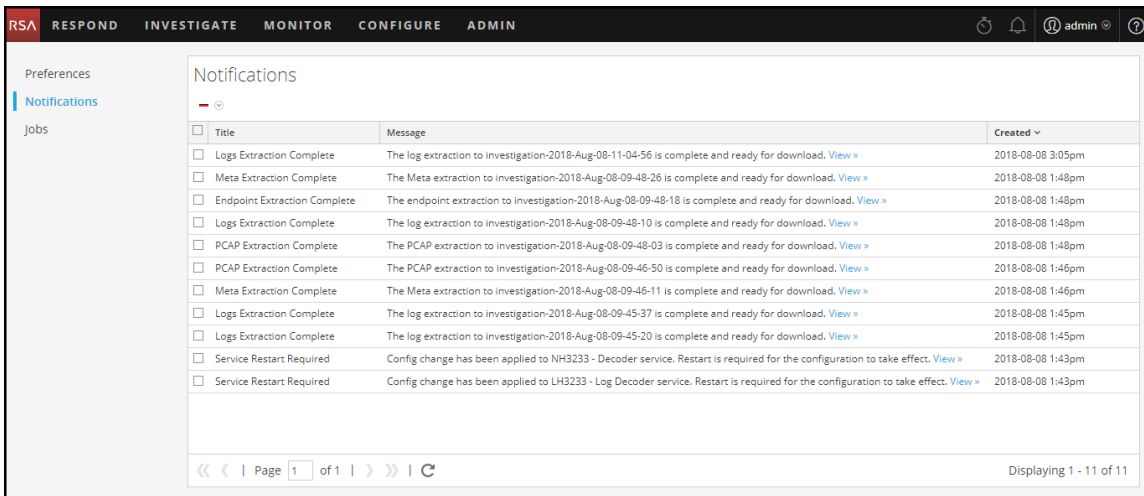 RSA RESPOND INVESTIGATE MONITOR CONFIGURE ADMIN admin ?
Preferences
Notifications
Jobs
Notifications
Title Message Created
Logs Extraction Complete The log extraction to investigation-2018-Aug-08-11-04-56 is complete and ready for download. View » 2018-08-08 3:05pm
Meta Extraction Complete The Meta extraction to investigation-2018-Aug-08-09-48-26 is complete and ready for download. View » 2018-08-08 1:48pm
Endpoint Extraction Complete The endpoint extraction to investigation-2018-Aug-08-09-48-18 is complete and ready for download. View » 2018-08-08 1:48pm
Logs Extraction Complete The log extraction to investigation-2018-Aug-08-09-48-10 is complete and ready for download. View » 2018-08-08 1:48pm
PCAP Extraction Complete The PCAP extraction to investigation-2018-Aug-08-09-48-03 is complete and ready for download. View » 2018-08-08 1:48pm
PCAP Extraction Complete The PCAP extraction to investigation-2018-Aug-08-09-46-50 is complete and ready for download. View » 2018-08-08 1:46pm
Meta Extraction Complete The Meta extraction to investigation-2018-Aug-08-09-46-11 is complete and ready for download. View » 2018-08-08 1:46pm
Logs Extraction Complete The log extraction to investigation-2018-Aug-08-09-45-37 is complete and ready for download. View » 2018-08-08 1:45pm
Logs Extraction Complete The log extraction to investigation-2018-Aug-08-09-45-20 is complete and ready for download. View » 2018-08-08 1:45pm
Service Restart Required Config change has been applied to NH3233 - Decoder service. Restart is required for the configuration to take effect. View » 2018-08-08 1:43pm
Service Restart Required Config change has been applied to LH3233 - Log Decoder service. Restart is required for the configuration to take effect. View » 2018-08-08 1:43pm
Page 1 of 1 Displaying 1 - 11 of 11